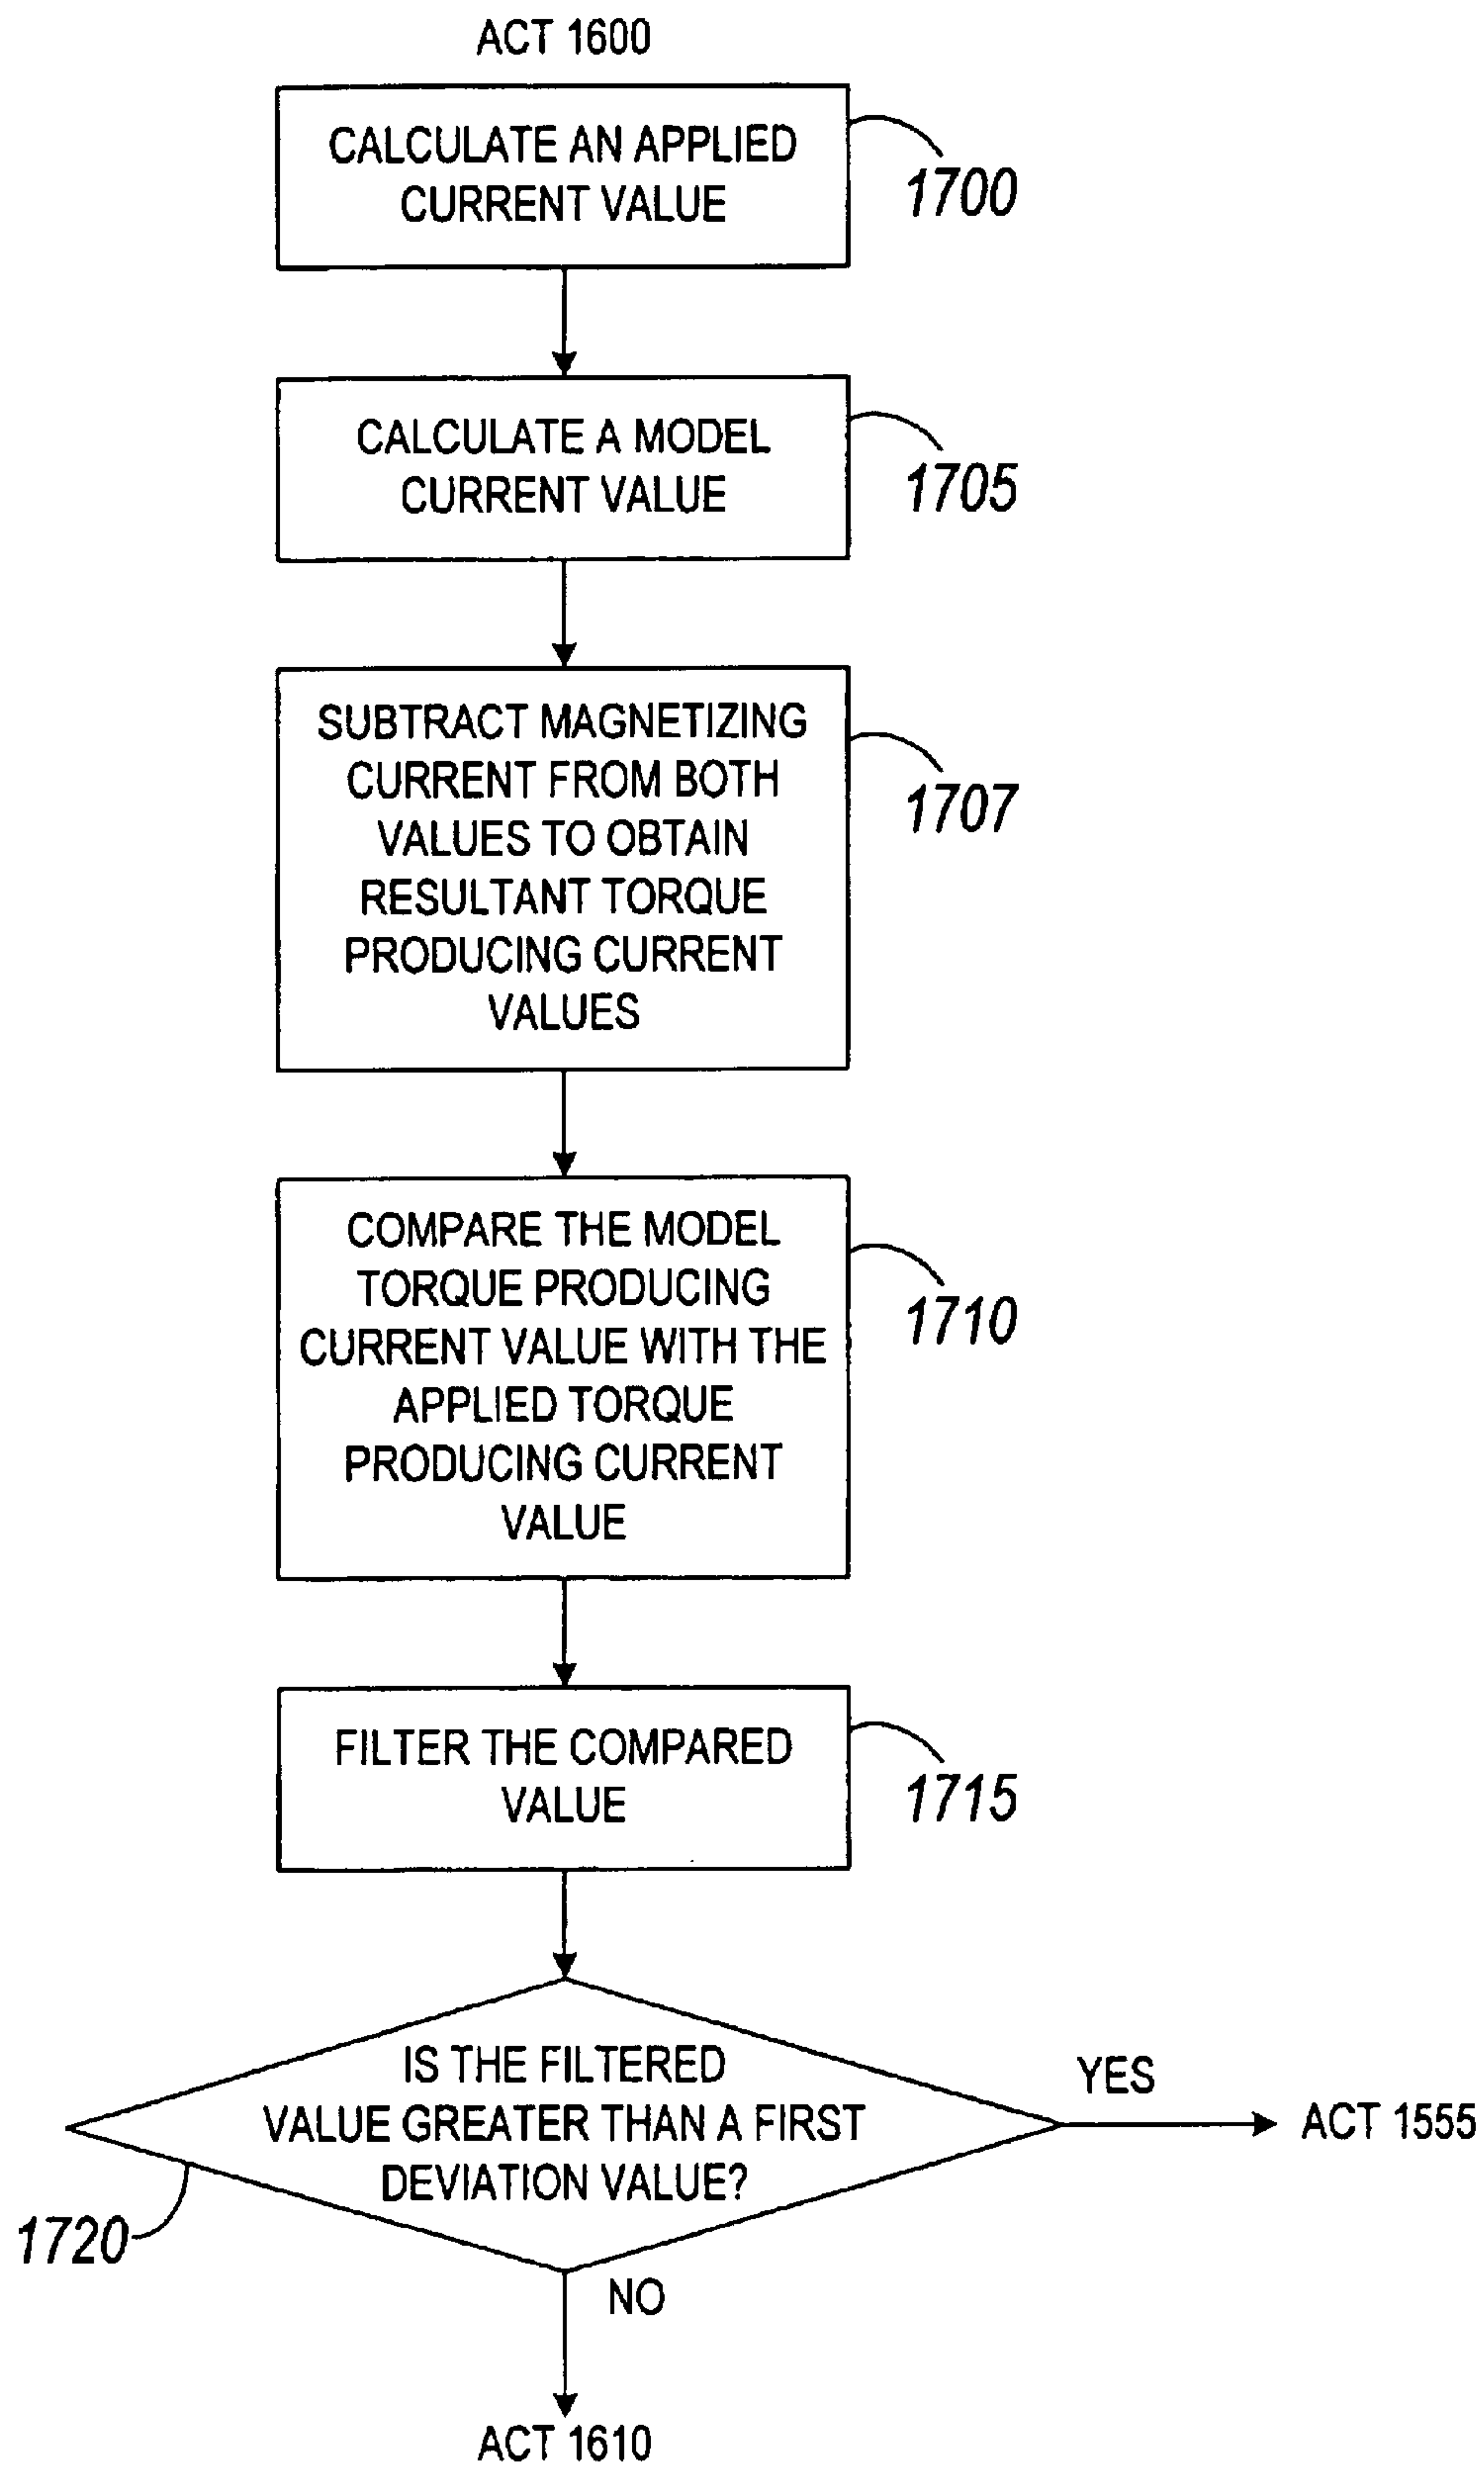 ACT 1600
CALCULATE AN APPLIED
CURRENT VALUE
1700
CALCULATE A MODEL
CURRENT VALUE
1705
SUBTRACT MAGNETIZING
CURRENT FROM BOTH
VALUES TO OBTAIN
RESULTANT TORQUE
PRODUCING CURRENT
VALUES
1707
COMPARE THE MODEL
TORQUE PRODUCING
CURRENT VALUE WITH THE
APPLIED TORQUE
PRODUCING CURRENT
VALUE
1710
FILTER THE COMPARED
VALUE
1715
IS THE FILTERED
VALUE GREATER THAN A FIRST
DEVIATION VALUE?
1720
YES
ACT 1555
NO
ACT 1610